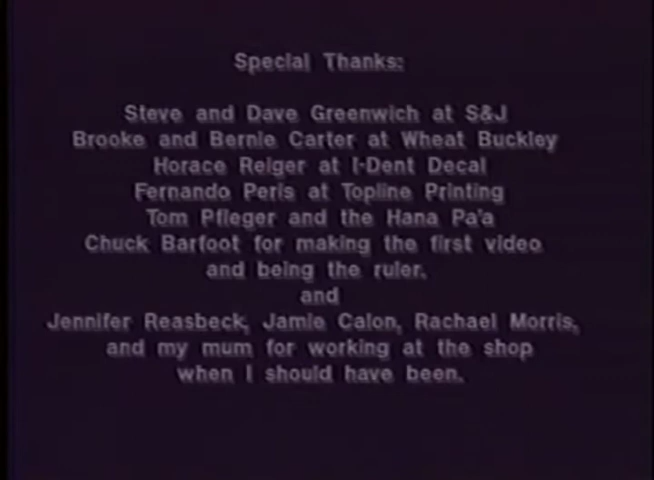 Special Thanks:
Steve and Dave Greenwich at S&J
Brooke and Bernie Carter at Wheat Buckley
Horace Reiger at I-Dent Decal
Fernando Peris at Topline Printing
Tom Pfleger and the Hana Pa'a
Chuck Barfoot for making the first video
and being the ruler.
and
Jennifer Reasbeck, Jamie Calon, Rachael Morris,
and my mum for working at the shop
when I should have been.